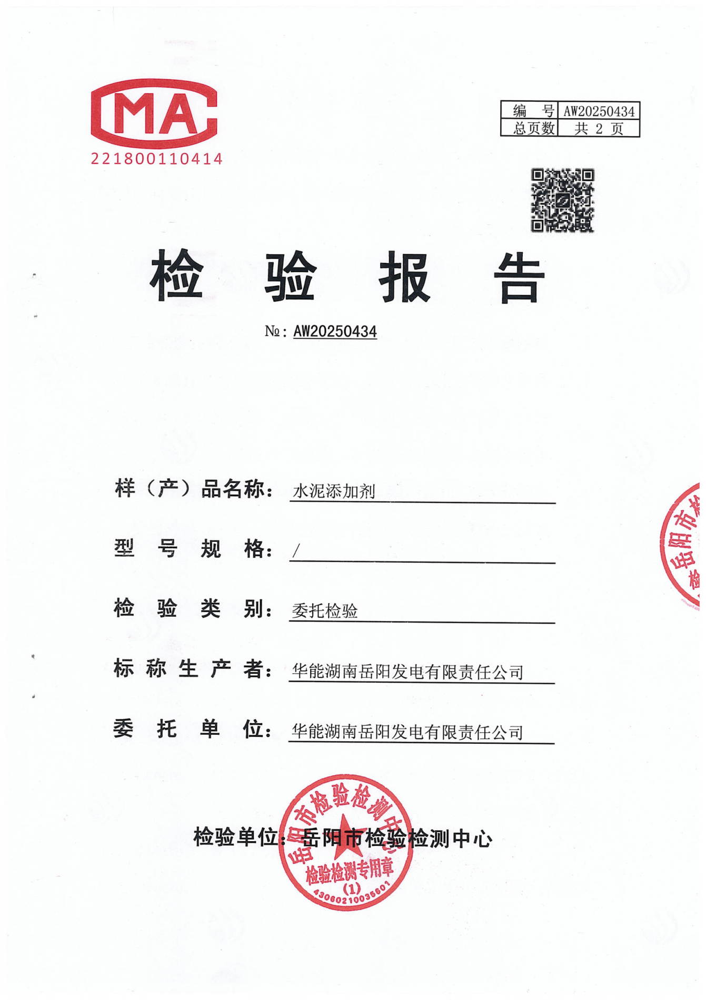 CMA
221800110414
编 号 AW20250434
总页数 共 2 页
检 验 报 告
№: AW20250434
样（产）品名称： 水泥添加剂
型 号 规 格： /
检 验 类 别： 委托检验
标 称 生 产 者： 华能湖南岳阳发电有限责任公司
委 托 单 位： 华能湖南岳阳发电有限责任公司
检验单位：岳阳市检验检测中心
岳阳市检验检测中心
检验检测专用章
(1)
43060210035601
岳阳市检